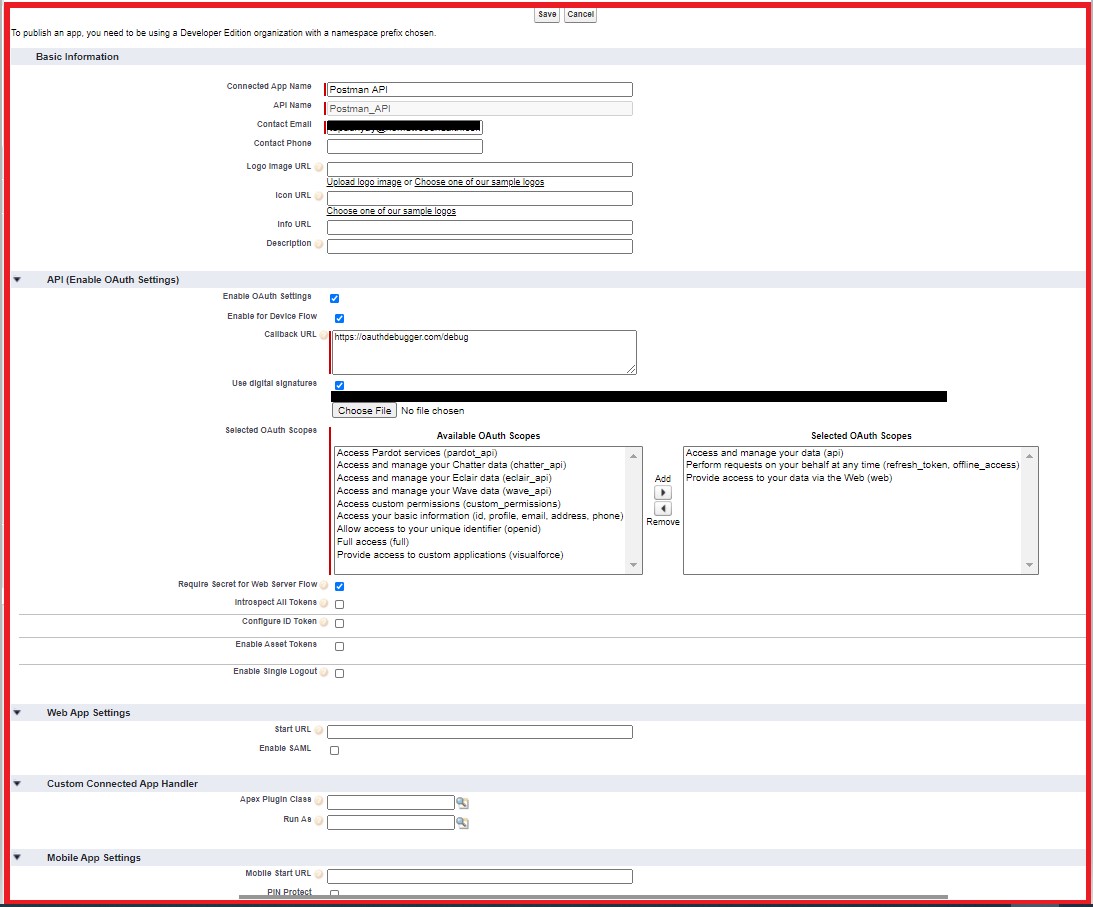 Save Cancel
To publish an app, you need to be using a Developer Edition organization with a namespace prefix chosen.
Basic Information
Connected App Name Postman API
API Name Postman_API
Contact Email
Contact Phone
Logo Image URL
Upload logo image or Choose one of our sample logos
Icon URL
Choose one of our sample logos
Info URL
Description
API (Enable OAuth Settings)
Enable OAuth Settings
Enable for Device Flow
Callback URL https://oauthdebugger.com/debug
Use digital signatures
Choose File No file chosen
Selected OAuth Scopes
Available OAuth Scopes
Access Pardot services (pardot_api)
Access and manage your Chatter data (chatter_api)
Access and manage your Eclair data (eclair_api)
Access and manage your Wave data (wave_api)
Access custom permissions (custom_permissions)
Access your basic information (id, profile, email, address, phone)
Allow access to your unique identifier (openid)
Full access (full)
Provide access to custom applications (visualforce)
Add
Remove
Selected OAuth Scopes
Access and manage your data (api)
Perform requests on your behalf at any time (refresh_token, offline_access)
Provide access to your data via the Web (web)
Require Secret for Web Server Flow
Introspect All Tokens
Configure ID Token
Enable Asset Tokens
Enable Single Logout
Web App Settings
Start URL
Enable SAML
Custom Connected App Handler
Apex Plugin Class
Run As
Mobile App Settings
Mobile Start URL
PIN Protect